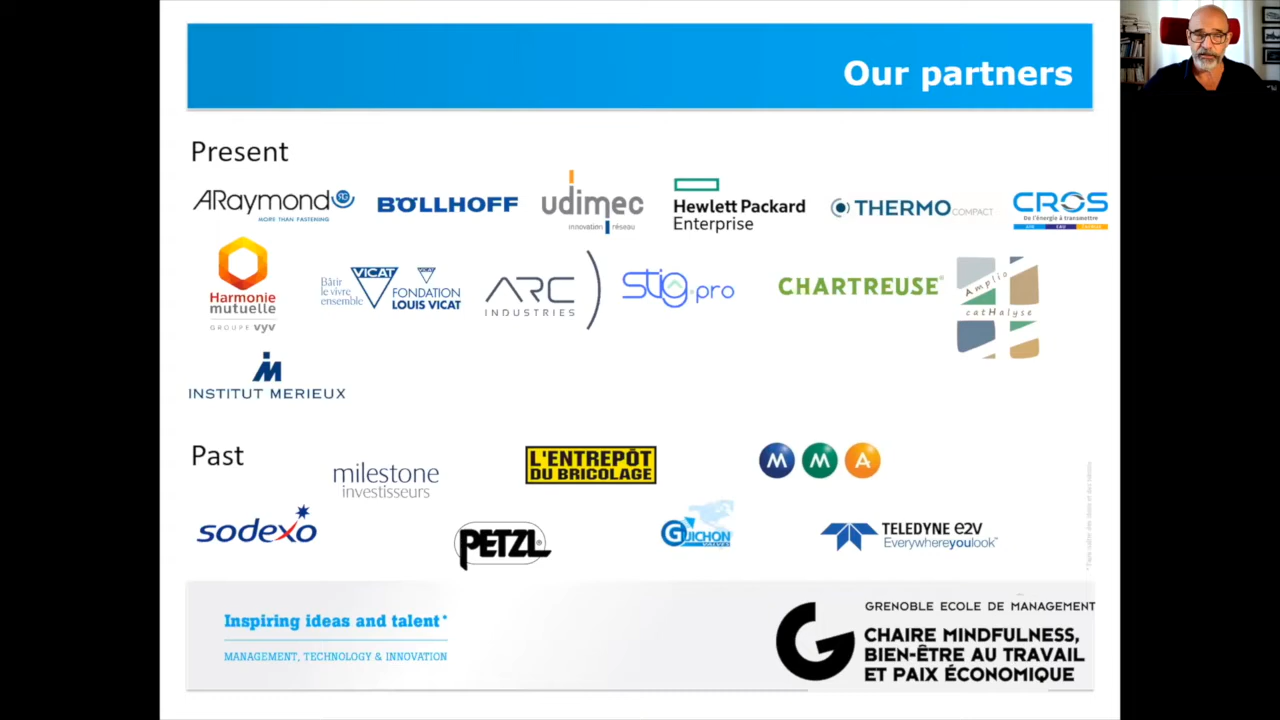 Our partners
Present
ARaymond
MORE THAN FASTENING
BÖLLHOFF
udimec
innovation réseau
Hewlett Packard
Enterprise
THERMO COMPACT
CROS
De l'énergie à transmettre
Harmonie
mutuelle
GROUPE vyv
Bâtir
le vivre
ensemble
VICAT
VICAT
FONDATION
LOUIS VICAT
ARC
INDUSTRIES
stig.pro
CHARTREUSE®
Amplio
catHalyse
INSTITUT MERIEUX
Past
milestone
investisseurs
L'ENTREPÔT
DU BRICOLAGE
M M A
sodexo
PETZL®
GUICHON
VALVES
TELEDYNE e2v
Everywhereyoulook™
Inspiring ideas and talent*
MANAGEMENT, TECHNOLOGY & INNOVATION
GRENOBLE ECOLE DE MANAGEMENT
CHAIRE MINDFULNESS,
BIEN-ÊTRE AU TRAVAIL
ET PAIX ÉCONOMIQUE